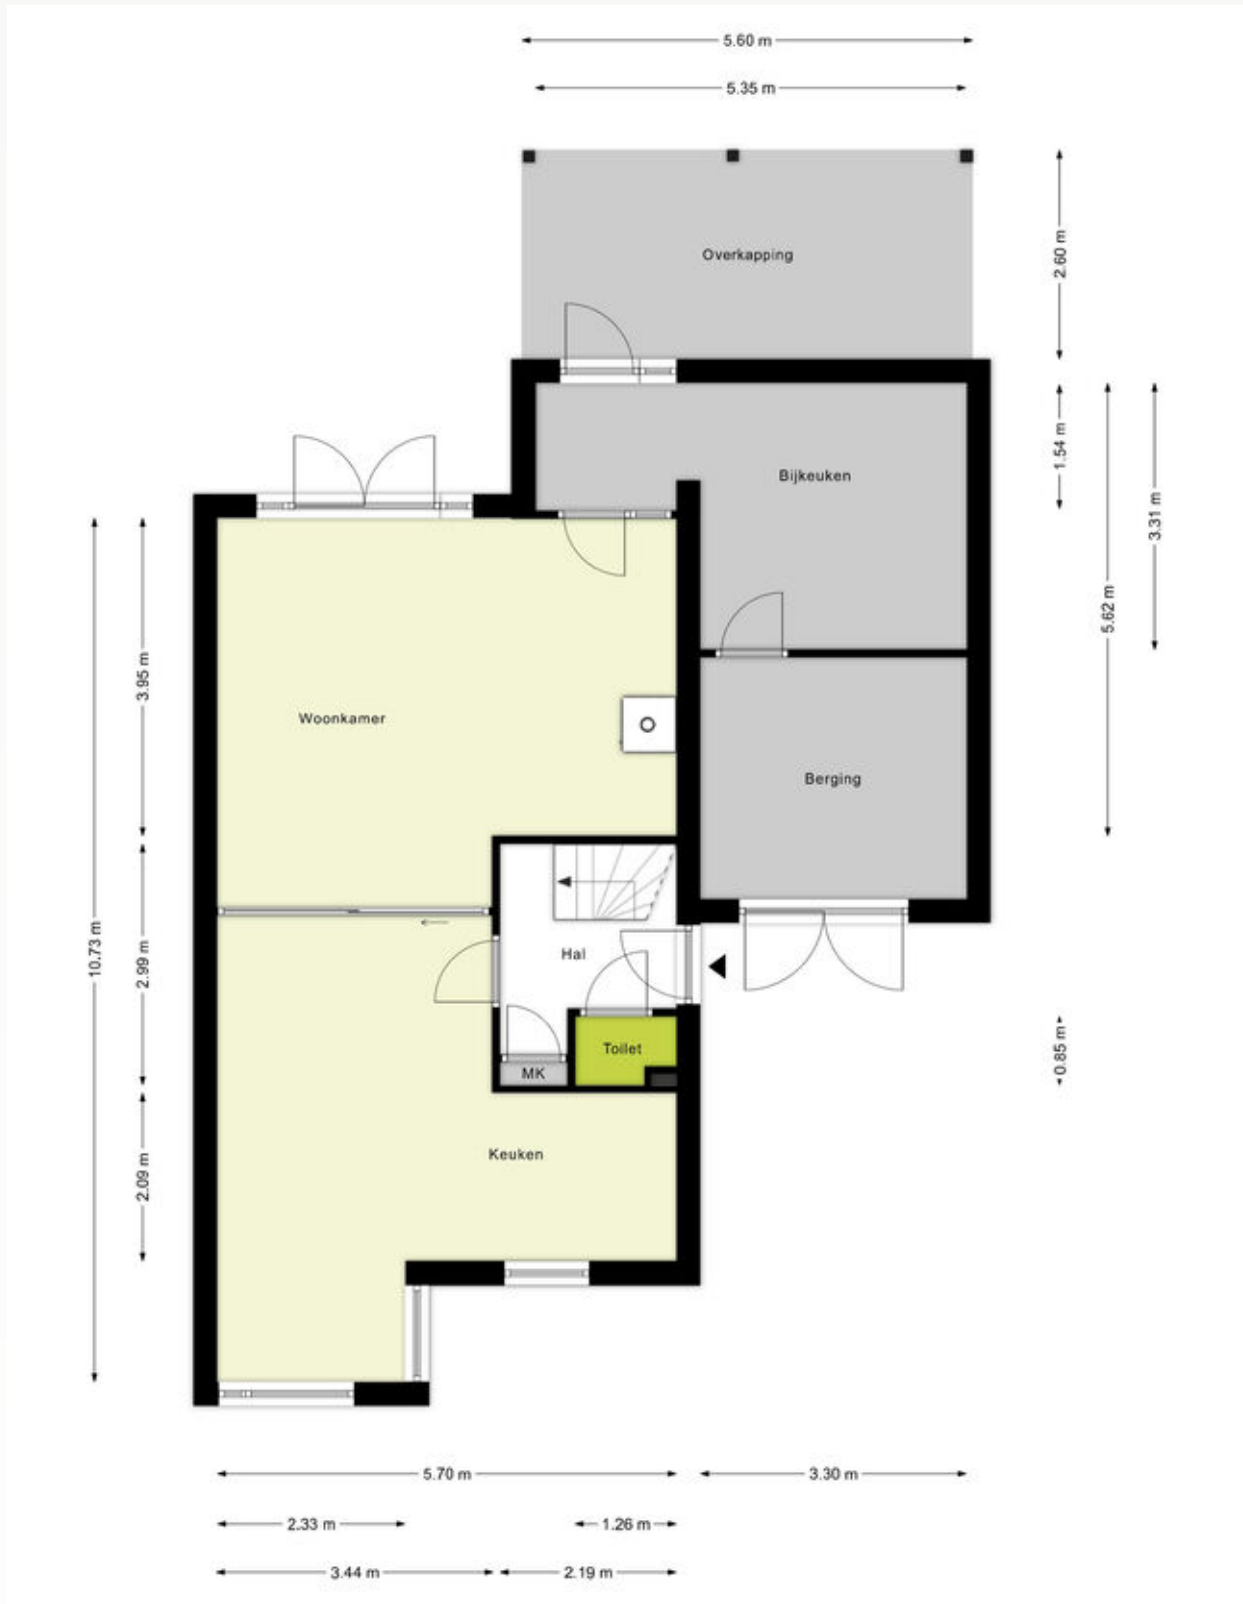 5.60 m
5.35 m
Overkapping
2.60 m
1.54 m
Bijkeuken
3.31 m
5.62 m
3.95 m
Woonkamer
Berging
10.73 m
2.99 m
Hal
Toilet
0.85 m
MK
Keuken
2.09 m
5.70 m
3.30 m
2.33 m
1.26 m
3.44 m
2.19 m